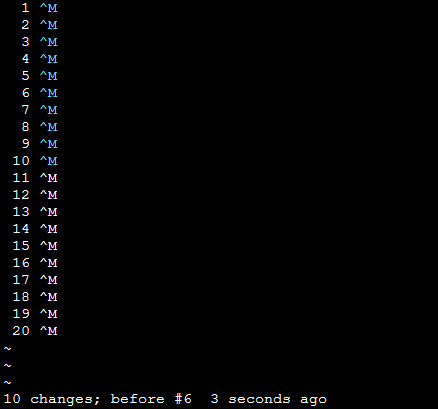 1 ^M
2 ^M
3 ^M
4 ^M
5 ^M
6 ^M
7 ^M
8 ^M
9 ^M
10 ^M
11 ^M
12 ^M
13 ^M
14 ^M
15 ^M
16 ^M
17 ^M
18 ^M
19 ^M
20 ^M
~
~
~
10 changes; before #6  3 seconds ago